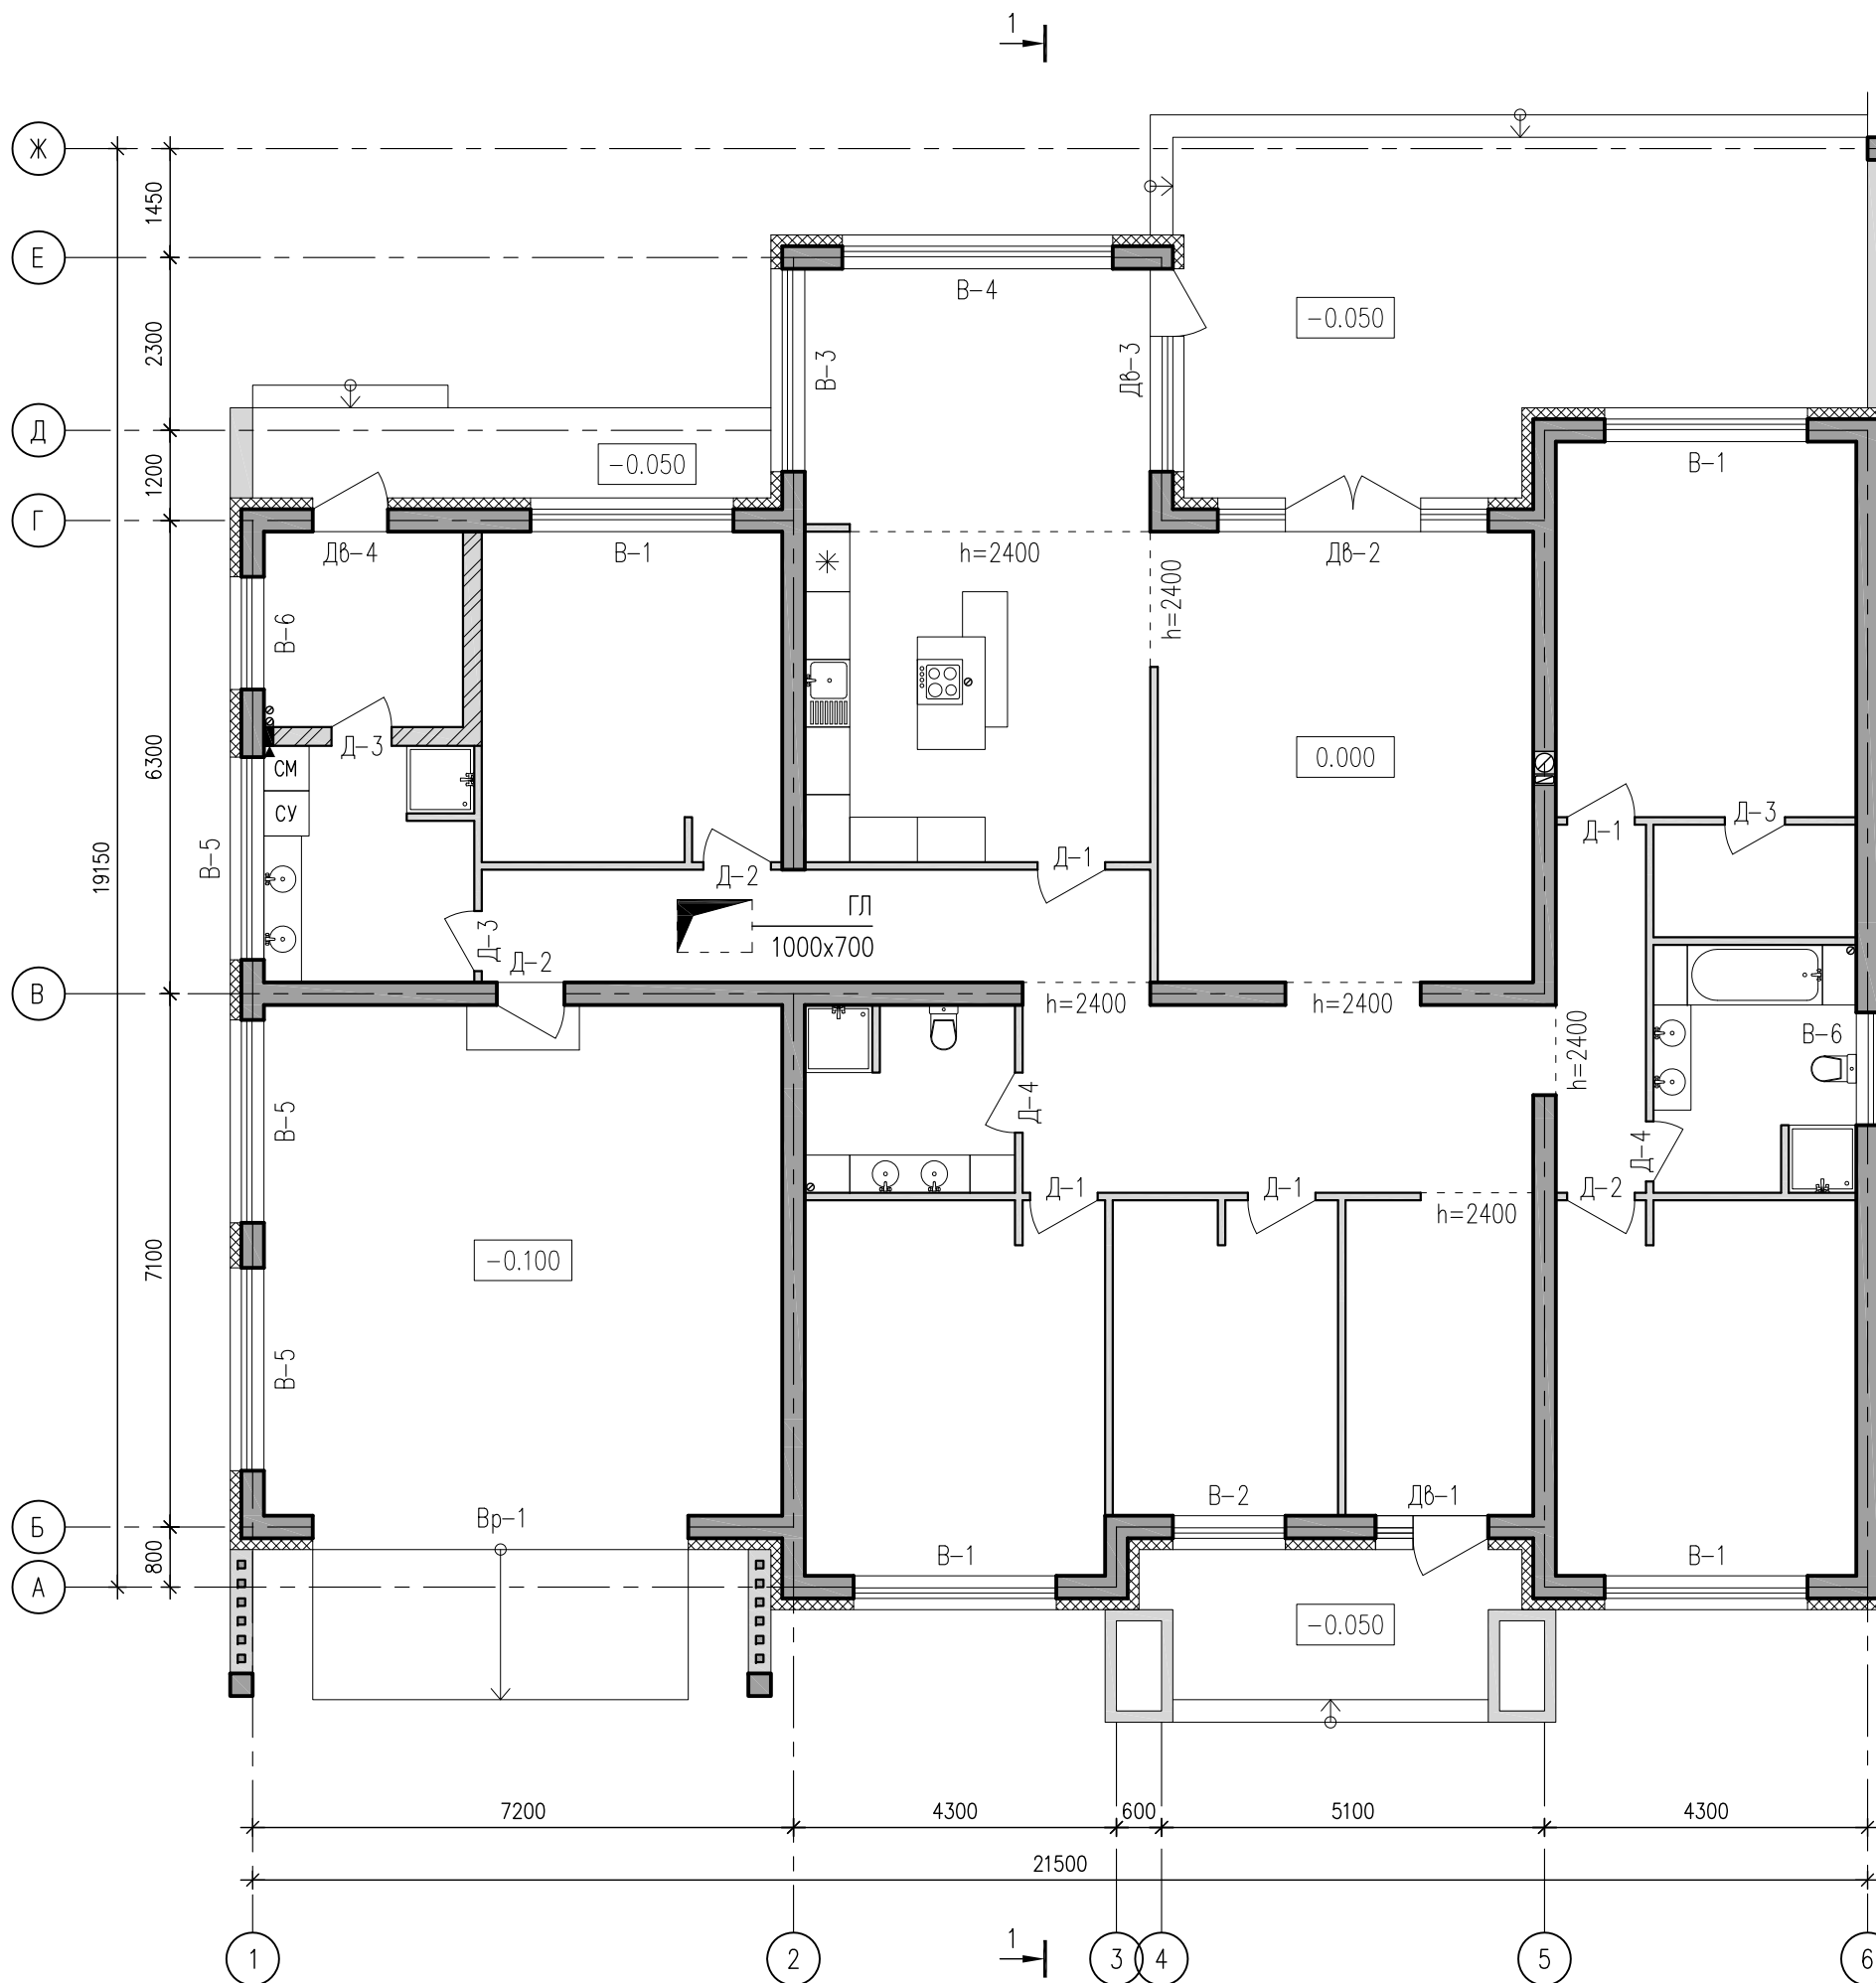 1
Ж
1450
Е
В-4
-0.050
2300
В-3
Дв-3
Д
-0.050
В-1
1200
Г
Дв-4
В-1
h=2400
h=2400
Дв-2
В-6
6300
Д-3
0.000
СМ
СУ
Д-1
Д-3
19150
В-5
Д-2
Д-1
ГЛ
1000х700
Д-3
Д-2
В
h=2400
h=2400
h=2400
В-6
В-5
Д-4
Д-4
Д-1
Д-1
Д-2
h=2400
-0.100
7100
В-5
Вр-1
В-2
Дв-1
Б
В-1
В-1
800
А
-0.050
7200
4300
600
5100
4300
21500
1
1
2
3
4
5
6